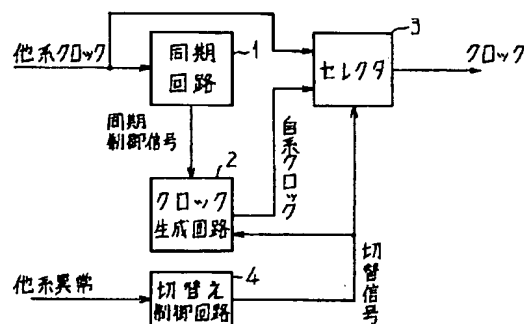 3
他系クロック
同期
回路
1
セレクタ
クロック
同期
制御信号
自系クロック
2
クロック
生成回路
他系異常
切替え
制御回路
4
切替信号